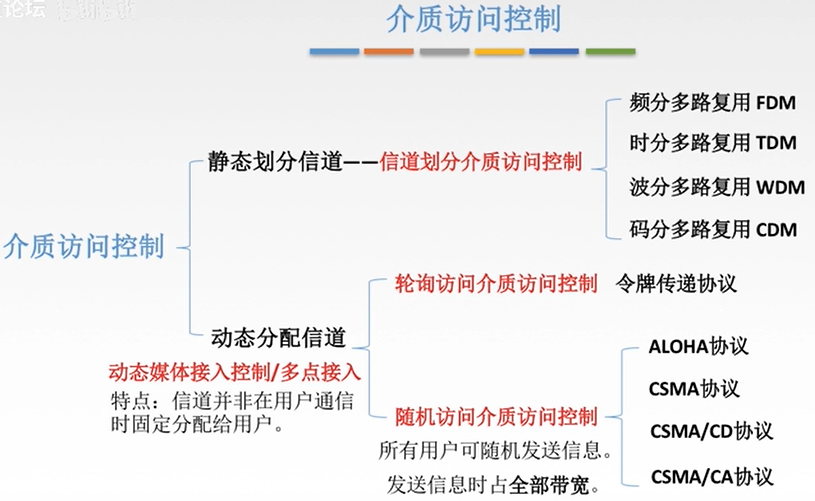 论坛
介质访问控制
频分多路复用 FDM
时分多路复用 TDM
静态划分信道——信道划分介质访问控制
波分多路复用 WDM
码分多路复用 CDM
介质访问控制
轮询访问介质访问控制 令牌传递协议
动态分配信道
动态媒体接入控制/多点接入
特点：信道并非在用户通信
时固定分配给用户。
ALOHA协议
CSMA协议
随机访问介质访问控制
CSMA/CD协议
所有用户可随机发送信息。
CSMA/CA协议
发送信息时占全部带宽。